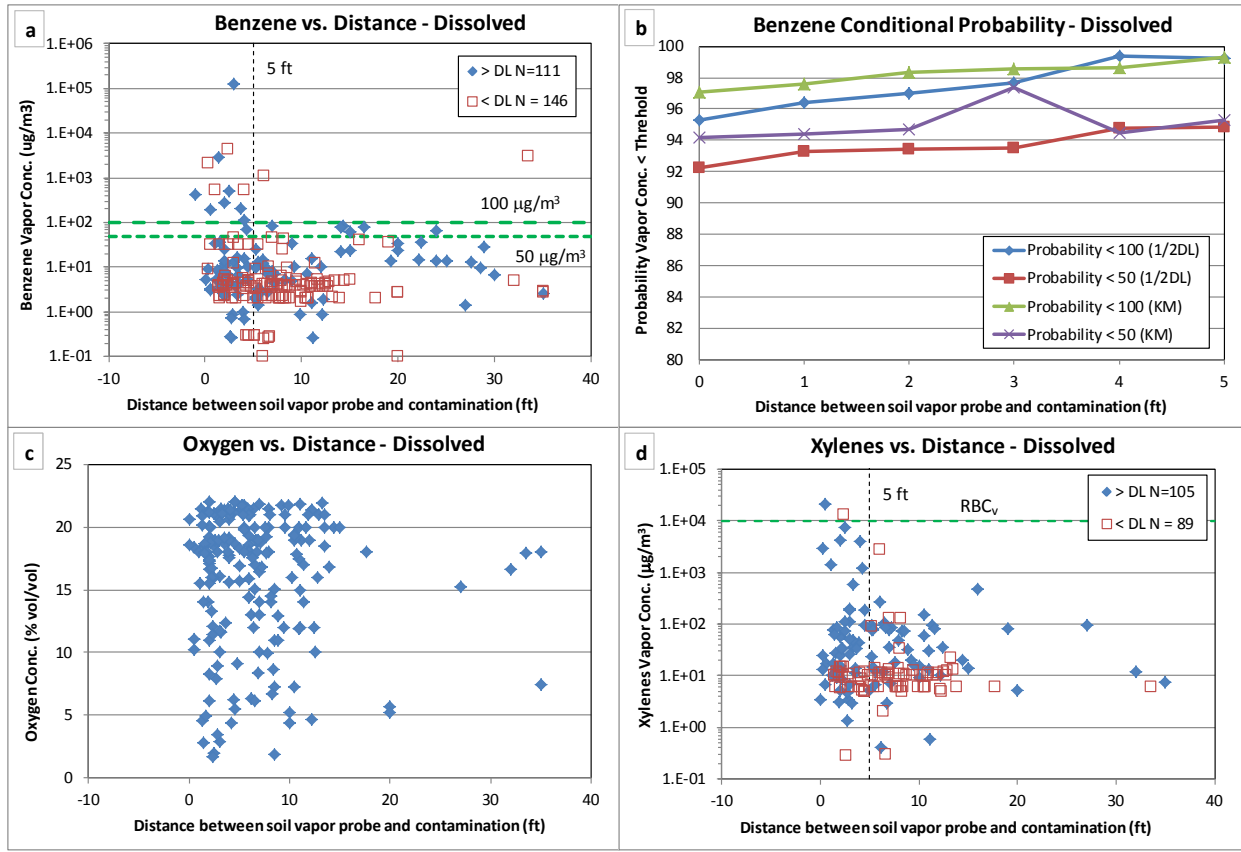 a
Benzene vs. Distance - Dissolved
1.E+06
1.E+05
1.E+04
1.E+03
1.E+02
1.E+01
1.E+00
1.E-01
Benzene Vapor Conc. (ug/m3)
5 ft
> DL N=111
< DL N = 146
100 µg/m³
50 µg/m³
-10 0 10 20 30 40
Distance between soil vapor probe and contamination (ft)
b
Benzene Conditional Probability - Dissolved
100
98
96
94
92
90
88
86
84
82
80
Probability Vapor Conc. < Threhold
Probability < 100 (1/2DL)
Probability < 50 (1/2DL)
Probability < 100 (KM)
Probability < 50 (KM)
0 1 2 3 4 5
Distance between soil vapor probe and contamination (ft)
c
Oxygen vs. Distance - Dissolved
25
20
15
10
5
0
Oxygen Conc. (% vol/vol)
-10 0 10 20 30 40
Distance between soil vapor probe and contamination (ft)
d
Xylenes vs. Distance - Dissolved
1.E+05
1.E+04
1.E+03
1.E+02
1.E+01
1.E+00
1.E-01
Xylenes Vapor Conc. (µg/m³)
5 ft
RBCv
> DL N=105
< DL N = 89
-10 0 10 20 30 40
Distance between soil vapor probe and contamination (ft)